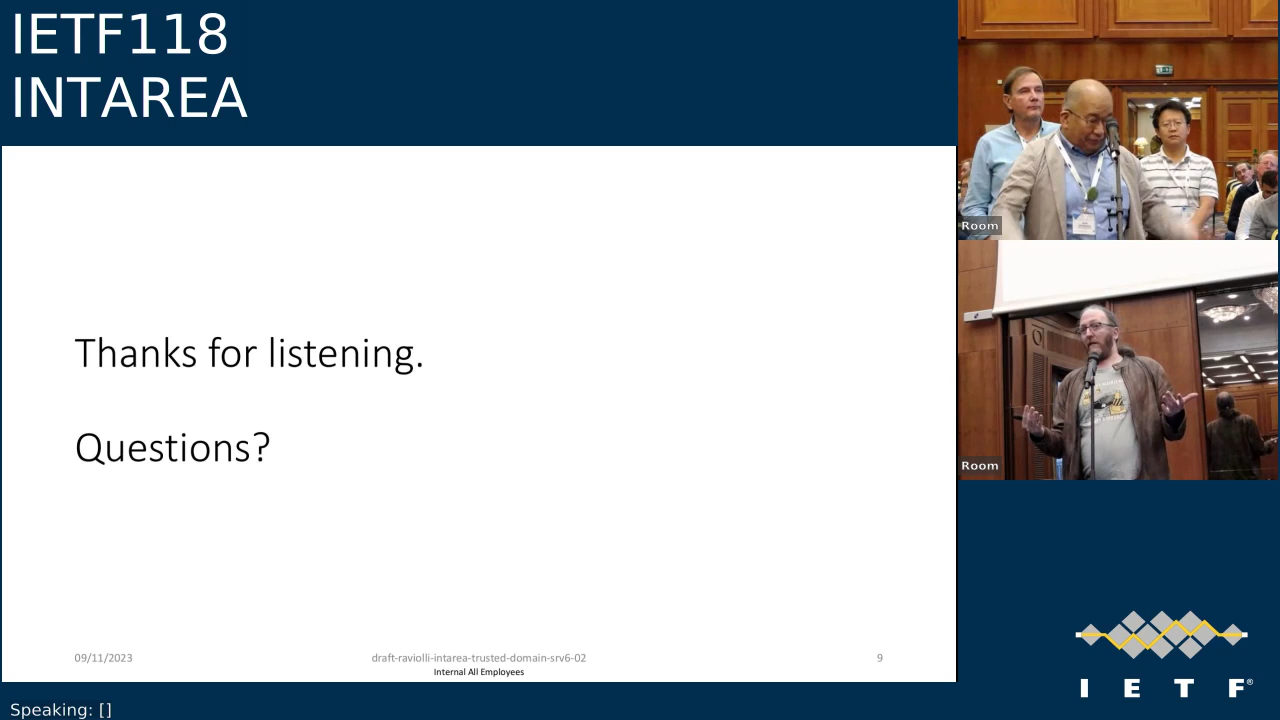 IETF118
INTAREA
Room
Room
Thanks for listening.
Questions?
09/11/2023
draft-raviolli-intarea-trusted-domain-srv6-02
9
Internal All Employees
I E T F®
Speaking: []